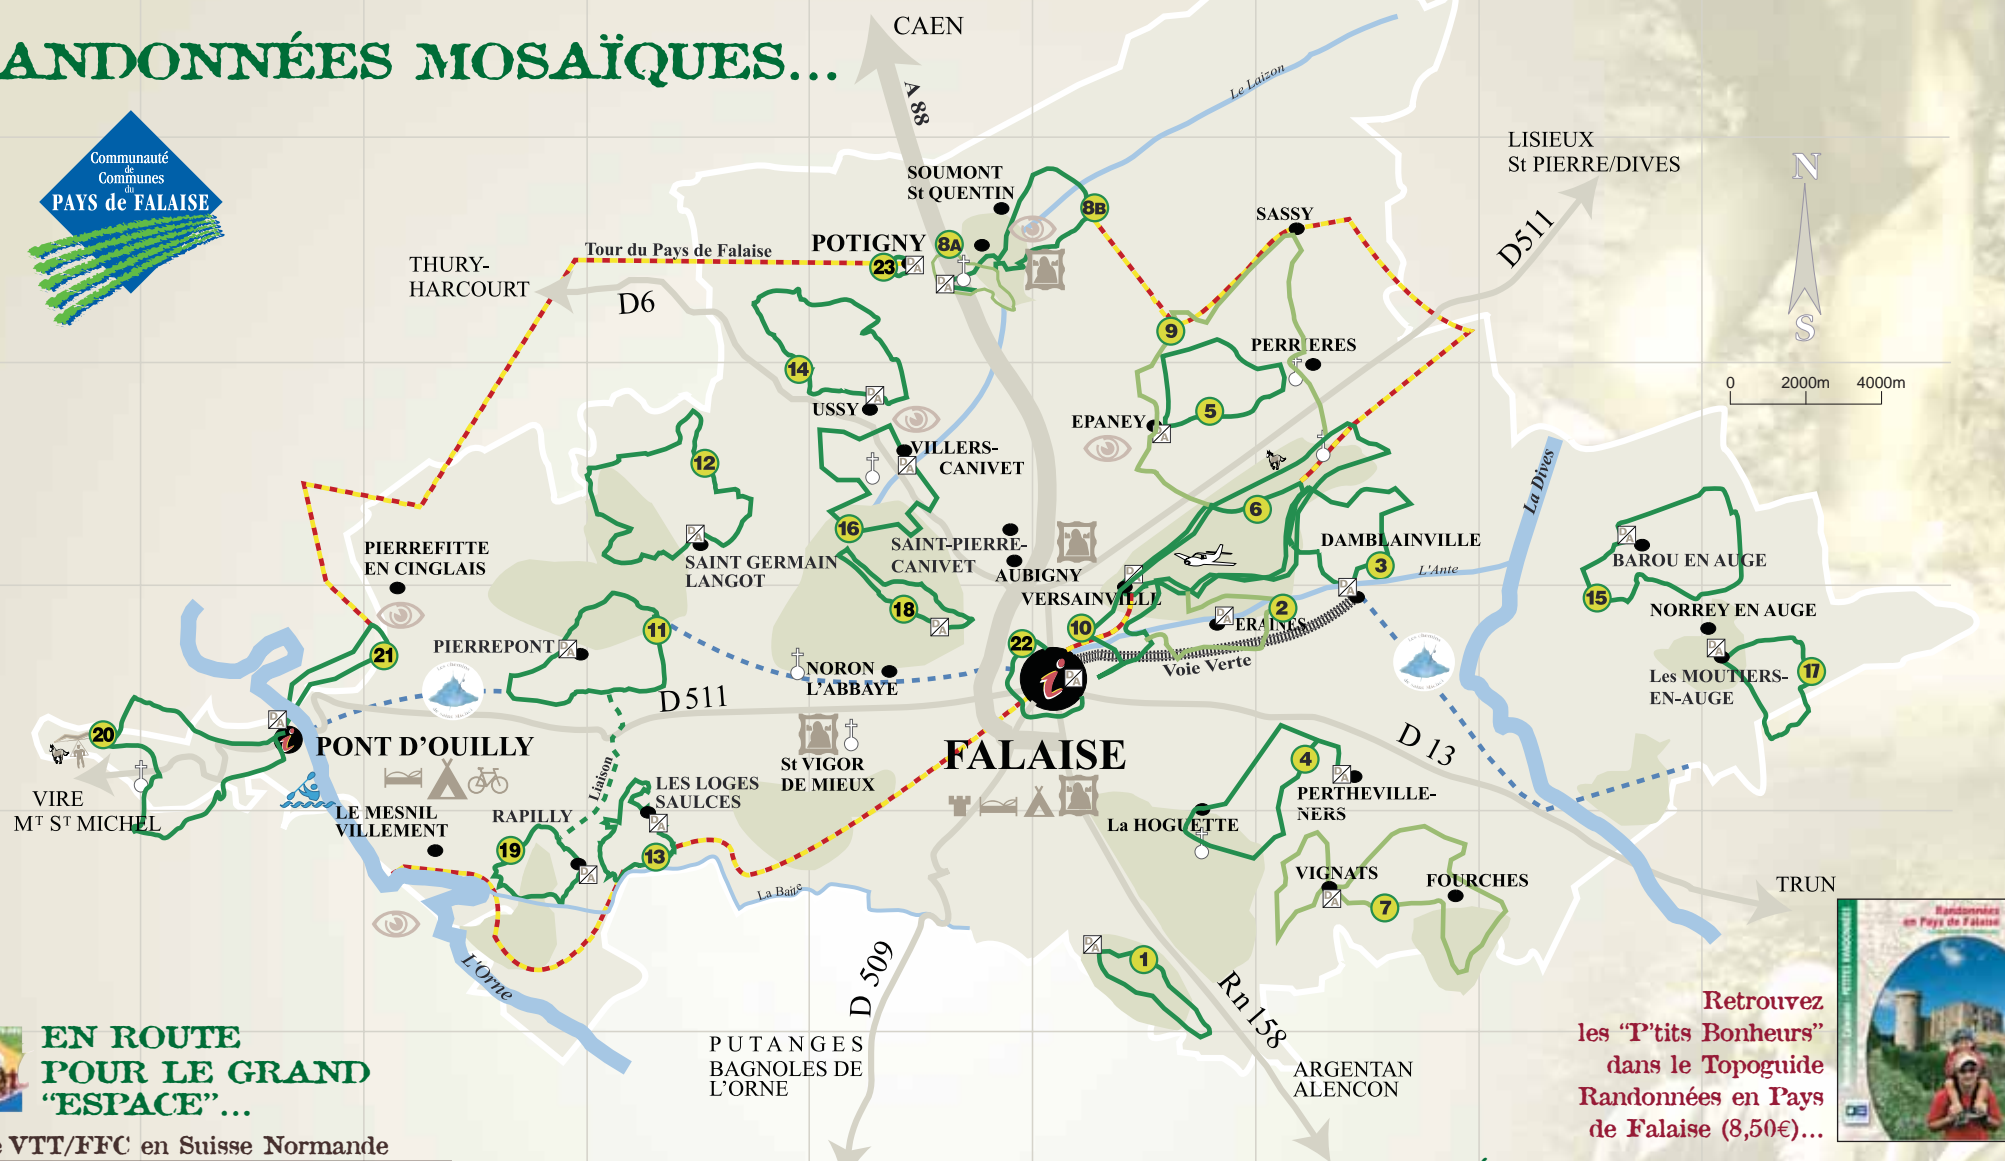 ANDONNÉES MOSAÏQUES...
Communauté
de
Communes
du
PAYS de FALAISE
CAEN
A 88
Le Laizon
LISIEUX
St PIERRE/DIVES
D511
N
S
0 2000m 4000m
SOUMONT
St QUENTIN
8B
SASSY
POTIGNY
8A
23
Tour du Pays de Falaise
THURY-
HARCOURT
D6
9
PERRIERES
14
USSY
5
EPANEY
VILLERS-
CANIVET
12
6
La Dives
16
SAINT-PIERRE-
CANIVET
DAMBLAINVILLE
3
L'Ante
BAROU EN AUGE
15
PIERREFITTE
EN CINGLAIS
SAINT GERMAIN
LANGOT
AUBIGNY
VERSAINVILLE
18
2
ERAINES
NORREY EN AUGE
11
10
22
21
PIERREPONT
NORON
L'ABBAYE
Voie Verte
Les MOUTIERS-
EN-AUGE
17
D 511
20
PONT D'OUILLY
FALAISE
D 13
St VIGOR
DE MIEUX
4
PERTHEVILLE-
NERS
Liaison
LES LOGES
SAULCES
VIRE
Mᵀ Sᵀ MICHEL
LE MESNIL
VILLEMENT
RAPILLY
La HOGUETTE
19
13
La Baize
VIGNATS
FOURCHES
7
TRUN
L'Orne
D 509
1
Rn 158
PUTANGES
BAGNOLES DE
L'ORNE
ARGENTAN
ALENCON
EN ROUTE
POUR LE GRAND
"ESPACE"...
VTT/FFC en Suisse Normande
Retrouvez
les "P'tits Bonheurs"
dans le Topoguide
Randonnées en Pays
de Falaise (8,50€)...
Randonnées
en Pays de Falaise